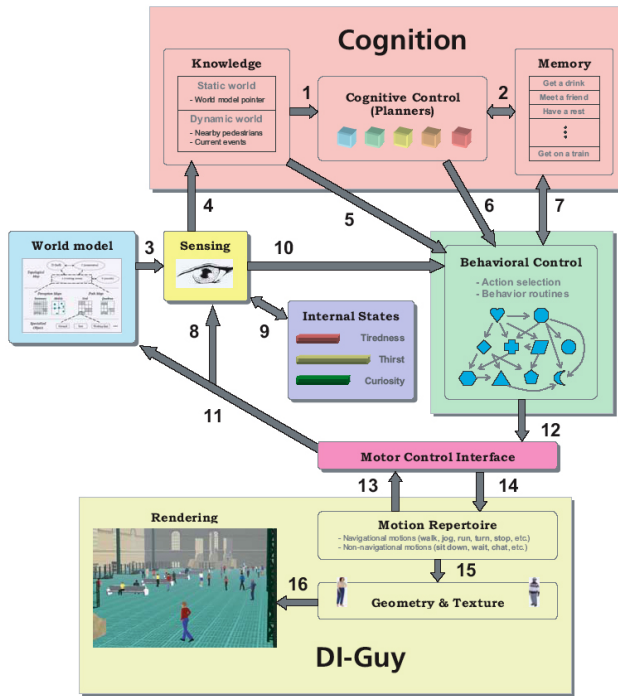 Cognition
Knowledge
Static world
- World model pointer
Dynamic world
- Nearby pedestrians
- Current events
1
Cognitive Control
(Planners)
2
Memory
Get a drink
Meet a friend
Have a rest
Get on a train
4
5
6
7
World model
3
Sensing
10
Behavioral Control
- Action selection
- Behavior routines
8
9
Internal States
Tiredness
Thirst
Curiosity
11
12
Motor Control Interface
13
14
Rendering
Motion Repertoire
- Navigational motions (walk, jog, run, turn, stop, etc.)
- Non-navigational motions (sit down, wait, chat, etc.)
15
16
Geometry & Texture
DI-Guy